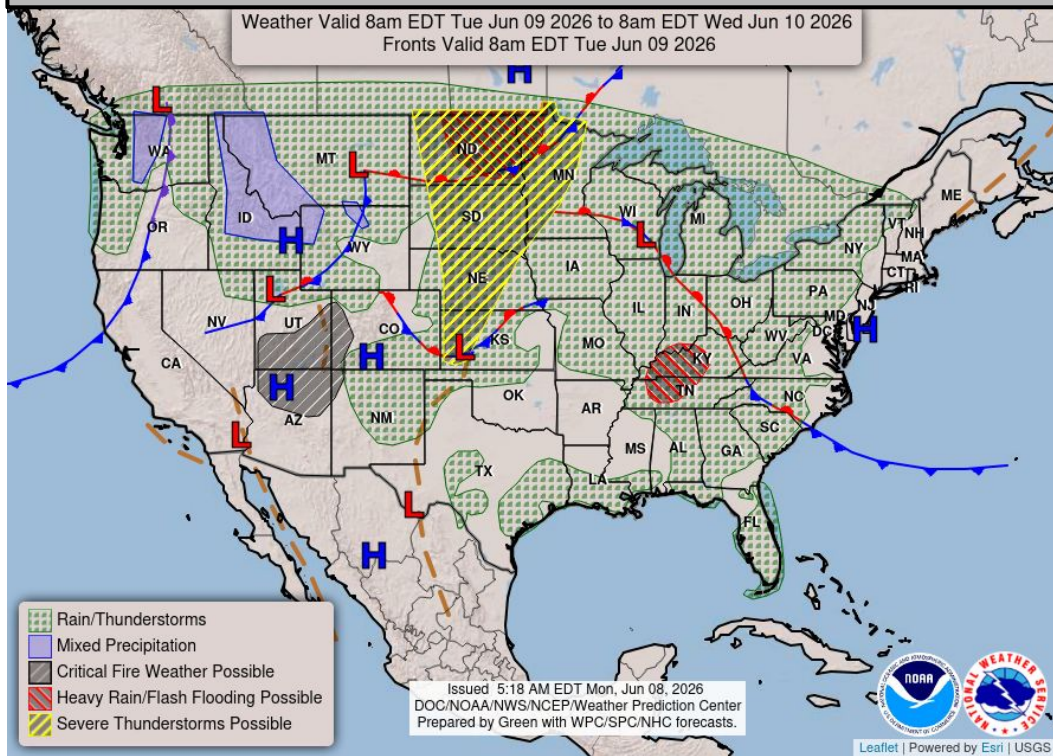 Weather Valid 8am EDT Tue Jun 09 2026 to 8am EDT Wed Jun 10 2026
Fronts Valid 8am EDT Tue Jun 09 2026
H
L
WA
MT
L
ND
MN
ME
OR
ID
H
WY
SD
WI
L
MI
VT
NH
NY
MA
CT
RI
L
NE
IA
PA
NJ
NV
UT
CO
H
L
KS
IL
IN
OH
MD
DC
H
WV
VA
CA
H
AZ
NM
OK
MO
KY
TN
NC
AR
SC
L
MS
AL
GA
TX
LA
L
FL
H
Rain/Thunderstorms
Mixed Precipitation
Critical Fire Weather Possible
Heavy Rain/Flash Flooding Possible
Severe Thunderstorms Possible
Issued 5:18 AM EDT Mon, Jun 08, 2026
DOC/NOAA/NWS/NCEP/Weather Prediction Center
Prepared by Green with WPC/SPC/NHC forecasts.
NOAA
NATIONAL WEATHER SERVICE
Leaflet | Powered by Esri | USGS